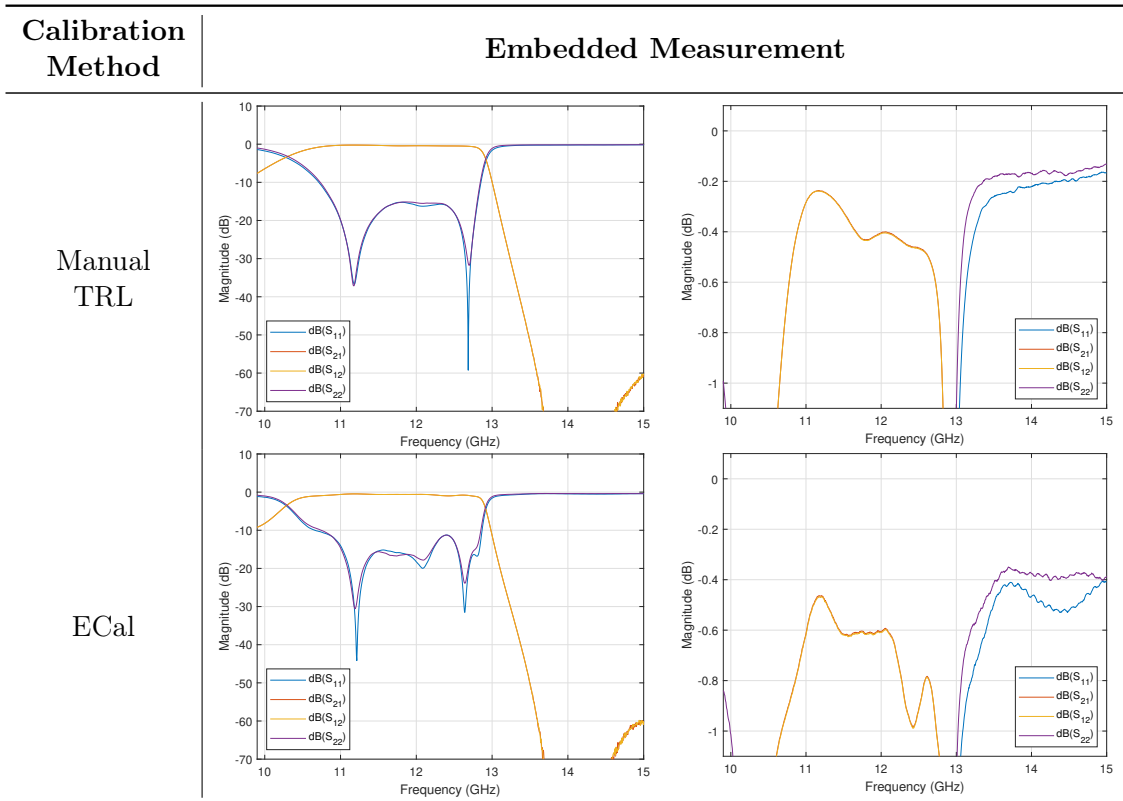 Calibration
Method
Embedded Measurement
Manual
TRL
10
0
-10
-20
-30
-40
-50
-60
-70
Magnitude (dB)
10 11 12 13 14 15
Frequency (GHz)
dB(S11)
dB(S21)
dB(S12)
dB(S22)
0
-0.2
-0.4
-0.6
-0.8
-1
Magnitude (dB)
10 11 12 13 14 15
Frequency (GHz)
dB(S11)
dB(S21)
dB(S12)
dB(S22)
ECal
10
0
-10
-20
-30
-40
-50
-60
-70
Magnitude (dB)
10 11 12 13 14 15
Frequency (GHz)
dB(S11)
dB(S21)
dB(S12)
dB(S22)
0
-0.2
-0.4
-0.6
-0.8
-1
Magnitude (dB)
10 11 12 13 14 15
Frequency (GHz)
dB(S11)
dB(S21)
dB(S12)
dB(S22)